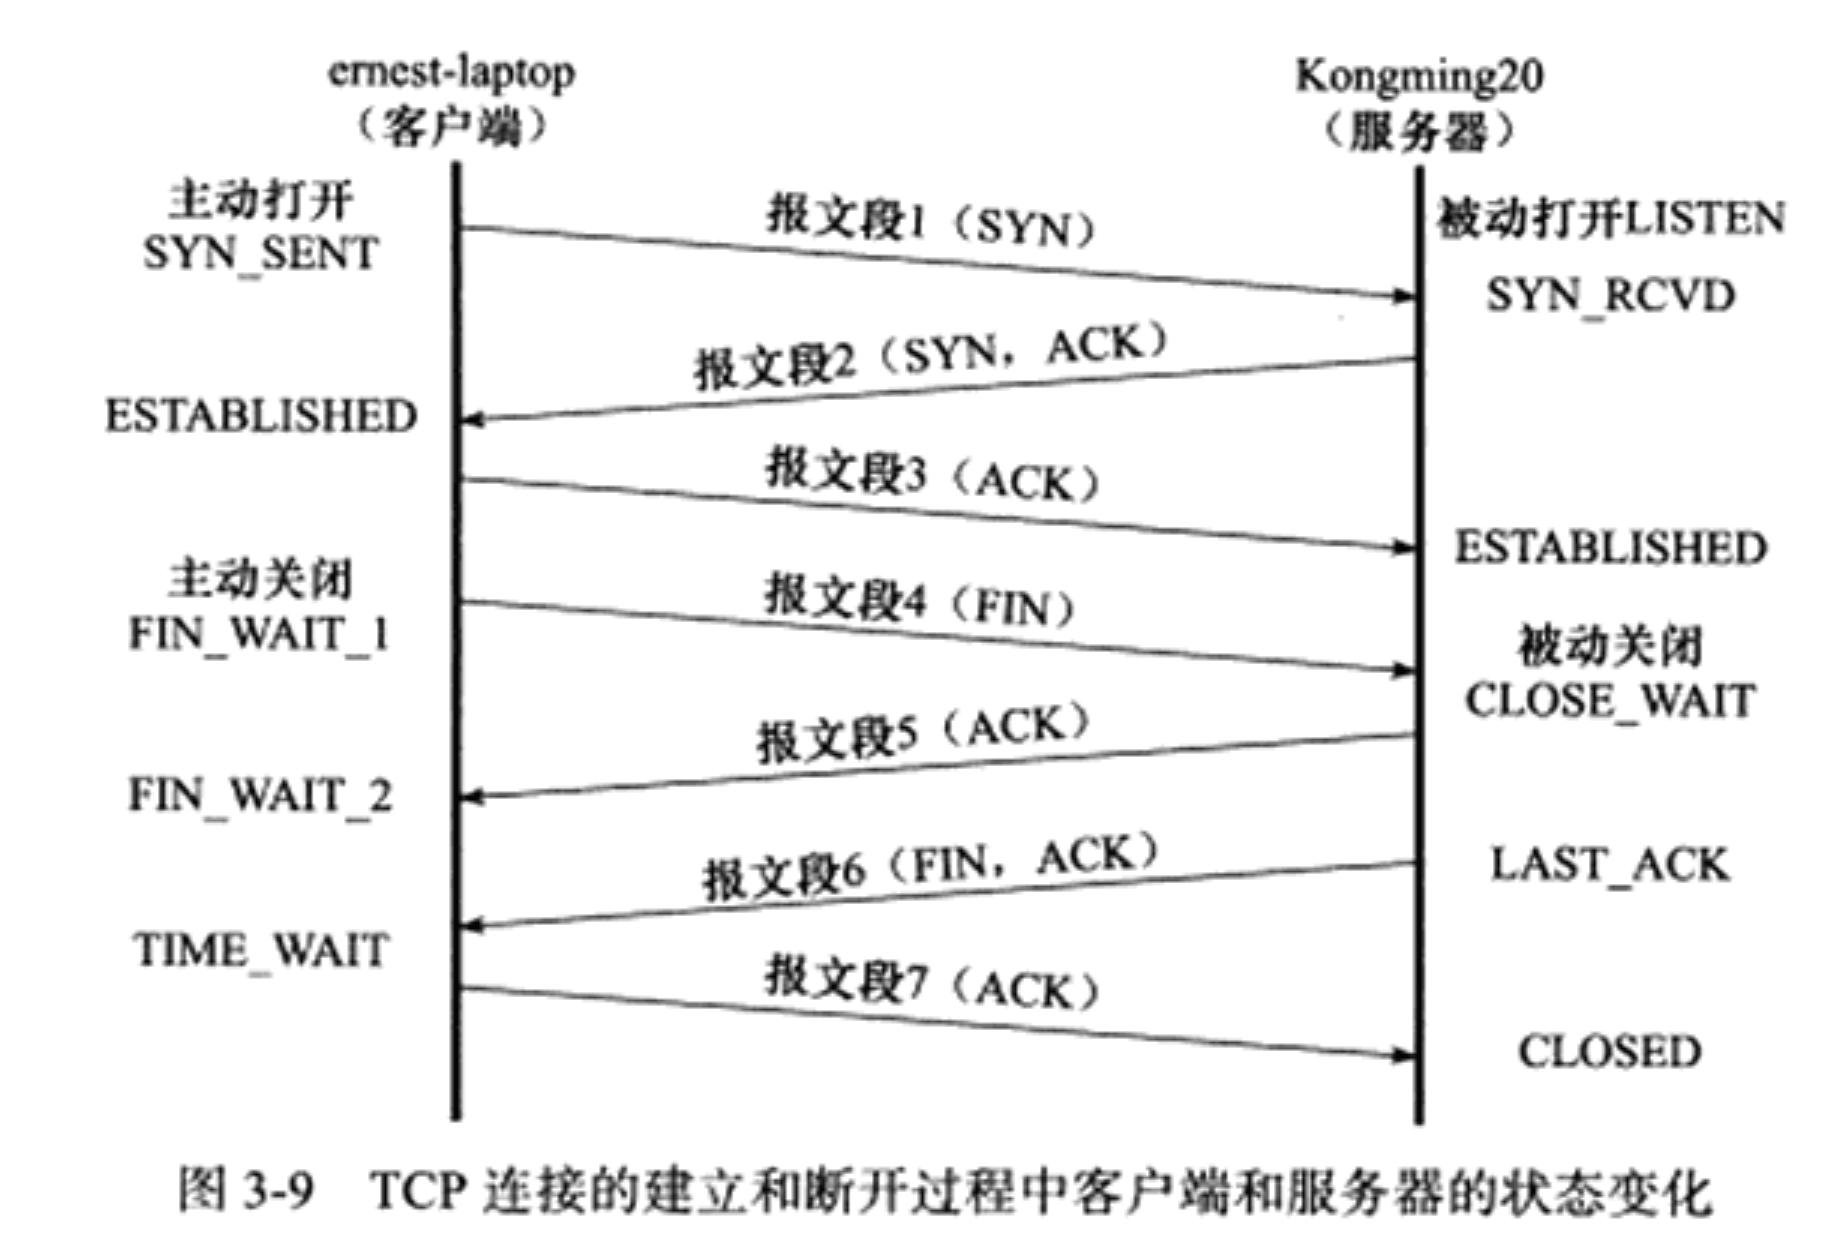 ernest-laptop
（客户端）
Kongming20
（服务器）
主动打开
SYN_SENT
报文段1（SYN）
被动打开LISTEN
SYN_RCVD
报文段2（SYN，ACK）
ESTABLISHED
报文段3（ACK）
ESTABLISHED
主动关闭
FIN_WAIT_1
报文段4（FIN）
被动关闭
CLOSE_WAIT
报文段5（ACK）
FIN_WAIT_2
报文段6（FIN，ACK）
LAST_ACK
TIME_WAIT
报文段7（ACK）
CLOSED
图 3-9 TCP 连接的建立和断开过程中客户端和服务器的状态变化